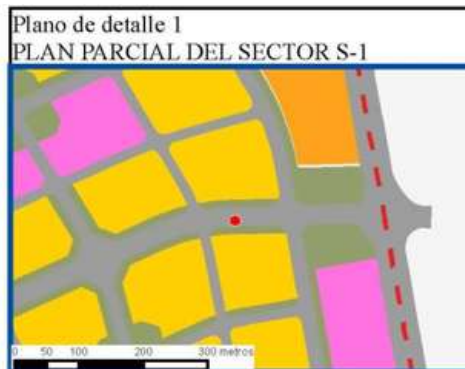 Plano de detalle 1
PLAN PARCIAL DEL SECTOR S-1
0 50 100 200 300 metros